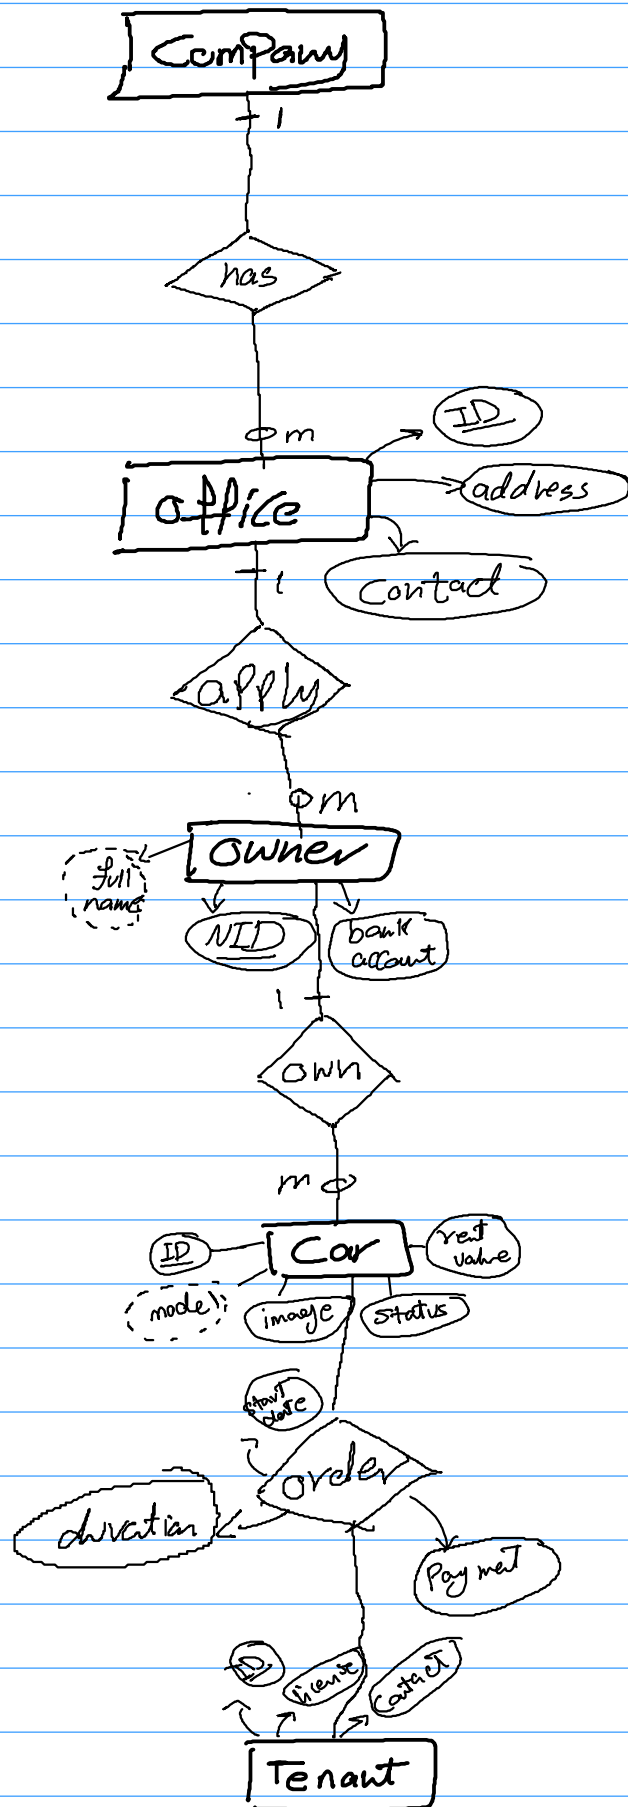 Company
1
has
m
ID
office
address
Contact
1
apply
m
owner
full
name
NID
bank
account
1
own
m
rent
value
ID
Car
model
image
status
start
date
order
duration
Payment
ID
license
Contact
Tenant